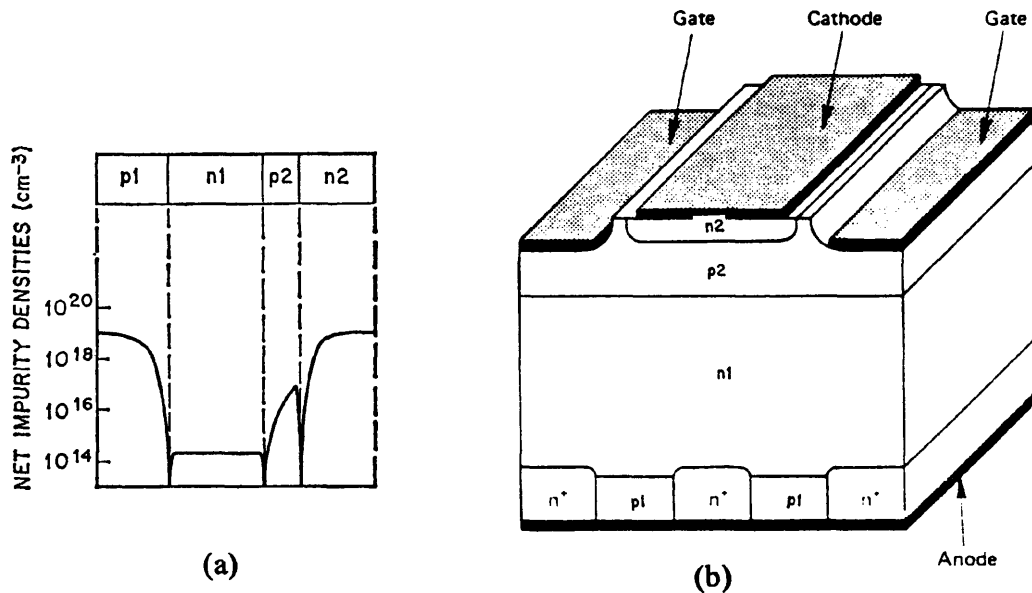 NET IMPURITY DENSITIES (cm⁻³)
p1 n1 p2 n2
10²⁰
10¹⁸
10¹⁶
10¹⁴
(a)
Gate Cathode Gate
n2
p2
n1
n⁺ p1 n⁺ p1 n⁺
Anode
(b)